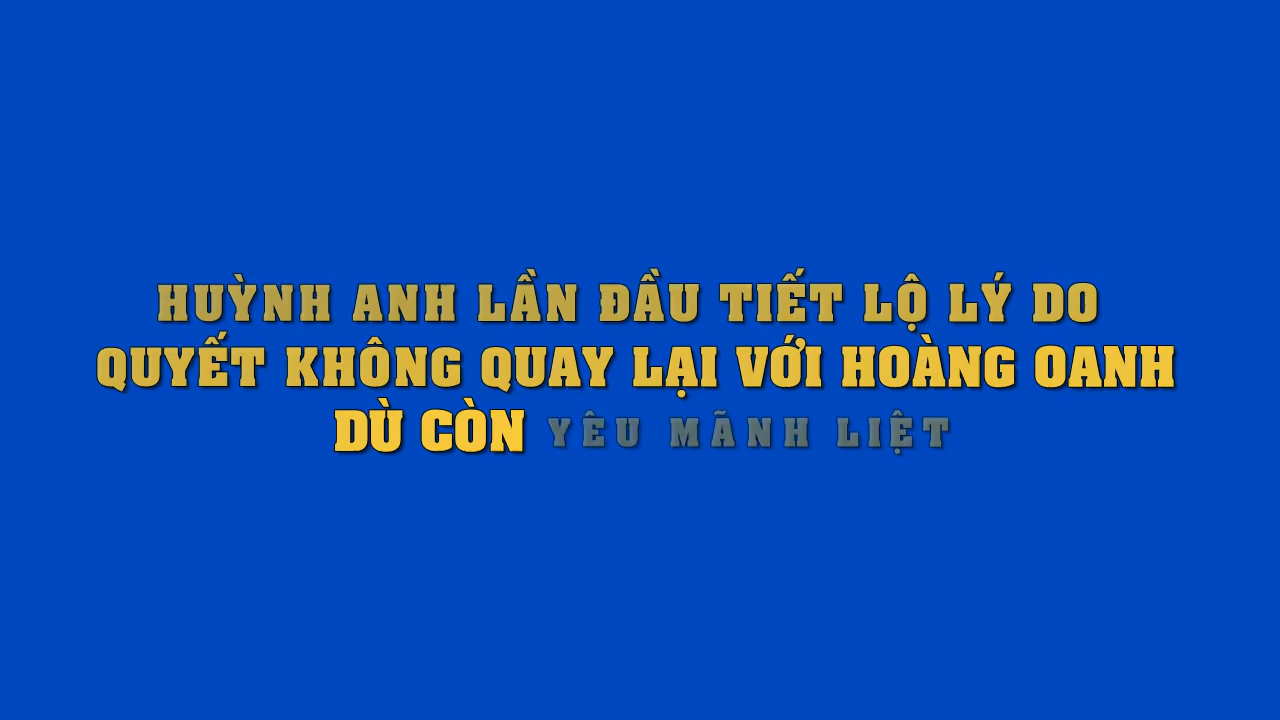 HUỲNH ANH LẦN ĐẦU TIẾT LỘ LÝ DO
QUYẾT KHÔNG QUAY LẠI VỚI HOÀNG OANH
DÙ CÒN YÊU MÃNH LIỆT